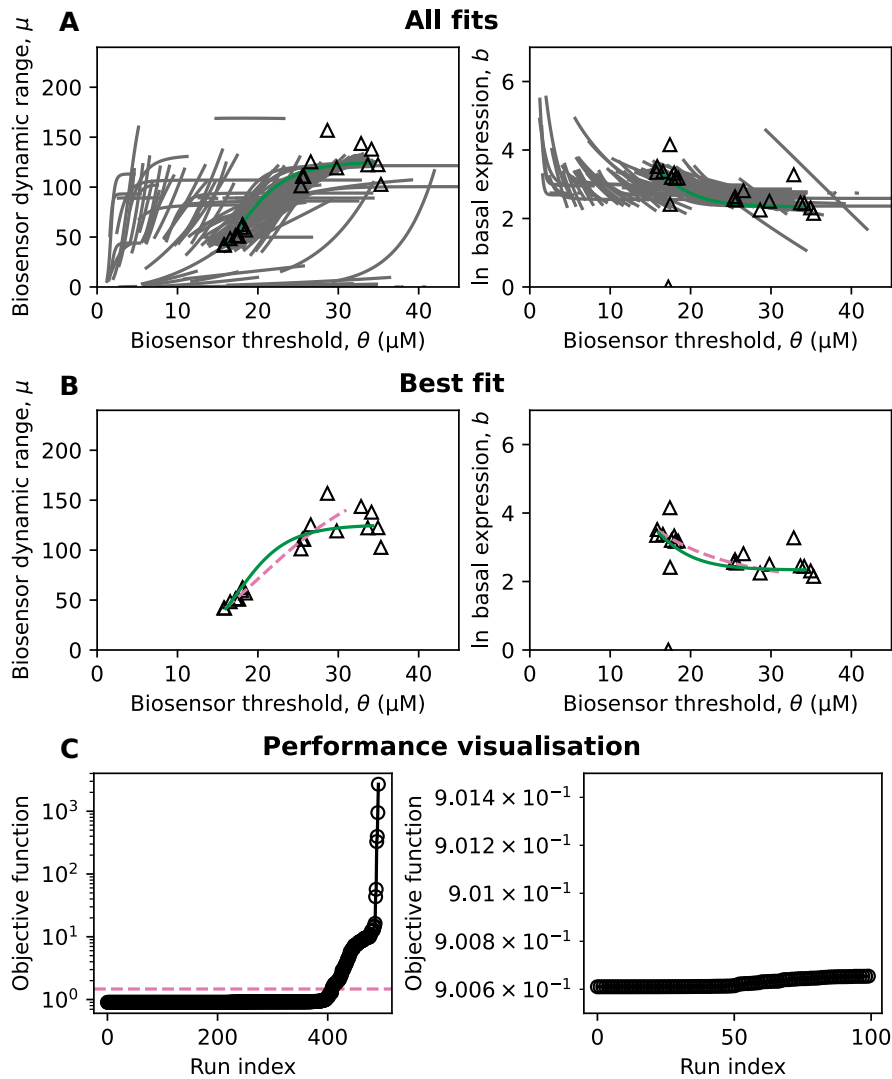 A All fits
Biosensor dynamic range, μ
200
150
100
50
0
0 10 20 30 40
Biosensor threshold, θ (μM)
ln basal expression, b
6
4
2
0
0 10 20 30 40
Biosensor threshold, θ (μM)
B Best fit
Biosensor dynamic range, μ
200
150
100
50
0
0 10 20 30 40
Biosensor threshold, θ (μM)
ln basal expression, b
6
4
2
0
0 10 20 30 40
Biosensor threshold, θ (μM)
C Performance visualisation
Objective function
10³
10²
10¹
10⁰
0 200 400
Run index
Objective function
9.014 × 10⁻¹
9.012 × 10⁻¹
9.01 × 10⁻¹
9.008 × 10⁻¹
9.006 × 10⁻¹
0 50 100
Run index